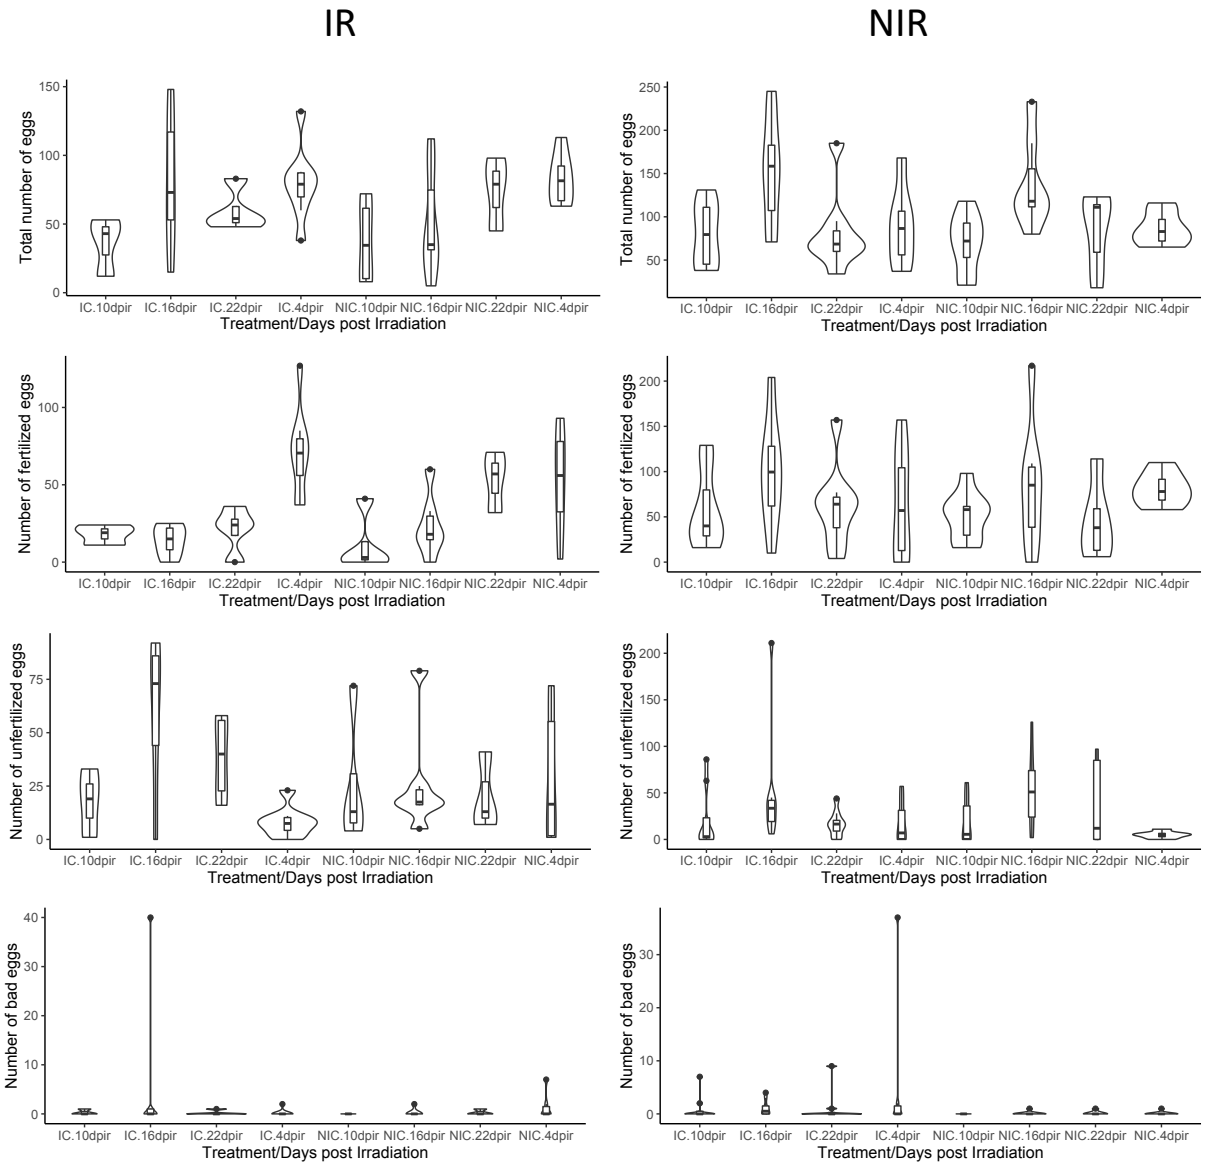 IR
NIR
Total number of eggs
150
100
50
0
IC.10dpir IC.16dpir IC.22dpir IC.4dpir NIC.10dpir NIC.16dpir NIC.22dpir NIC.4dpir
Treatment/Days post Irradiation
Total number of eggs
250
200
150
100
50
IC.10dpir IC.16dpir IC.22dpir IC.4dpir NIC.10dpir NIC.16dpir NIC.22dpir NIC.4dpir
Treatment/Days post Irradiation
Number of fertilized eggs
100
50
0
IC.10dpir IC.16dpir IC.22dpir IC.4dpir NIC.10dpir NIC.16dpir NIC.22dpir NIC.4dpir
Treatment/Days post Irradiation
Number of fertilized eggs
200
150
100
50
0
IC.10dpir IC.16dpir IC.22dpir IC.4dpir NIC.10dpir NIC.16dpir NIC.22dpir NIC.4dpir
Treatment/Days post Irradiation
Number of unfertilized eggs
75
50
25
0
IC.10dpir IC.16dpir IC.22dpir IC.4dpir NIC.10dpir NIC.16dpir NIC.22dpir NIC.4dpir
Treatment/Days post Irradiation
Number of unfertilized eggs
200
150
100
50
0
IC.10dpir IC.16dpir IC.22dpir IC.4dpir NIC.10dpir NIC.16dpir NIC.22dpir NIC.4dpir
Treatment/Days post Irradiation
Number of bad eggs
40
30
20
10
0
IC.10dpir IC.16dpir IC.22dpir IC.4dpir NIC.10dpir NIC.16dpir NIC.22dpir NIC.4dpir
Treatment/Days post Irradiation
Number of bad eggs
30
20
10
0
IC.10dpir IC.16dpir IC.22dpir IC.4dpir NIC.10dpir NIC.16dpir NIC.22dpir NIC.4dpir
Treatment/Days post Irradiation